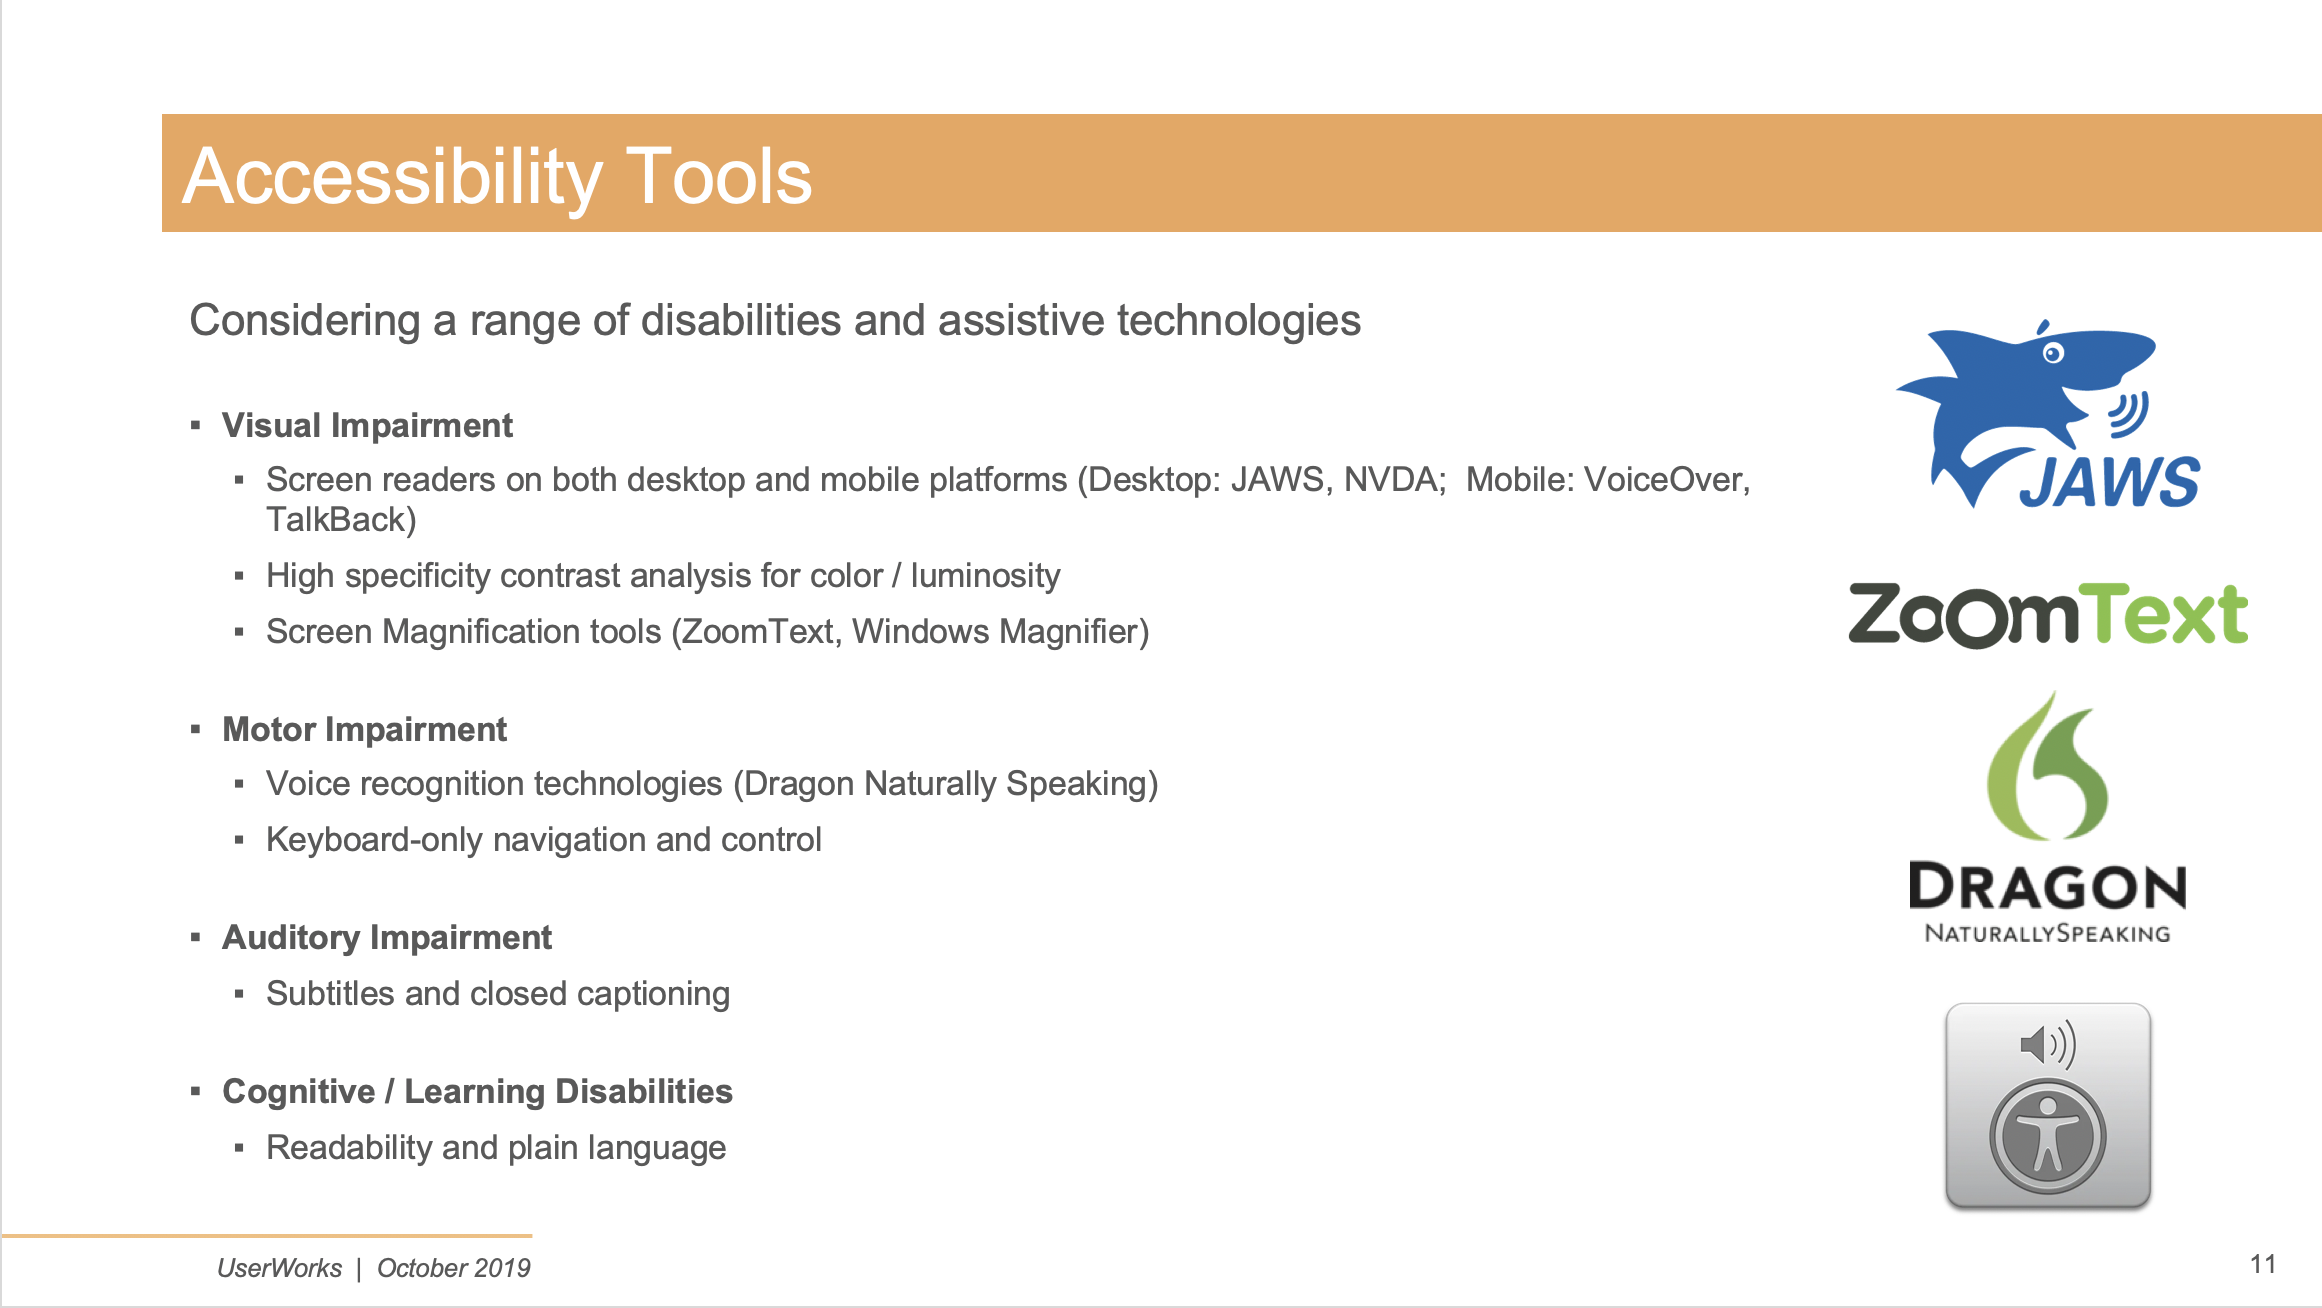 Accessibility Tools
Considering a range of disabilities and assistive technologies
▪ Visual Impairment
▪ Screen readers on both desktop and mobile platforms (Desktop: JAWS, NVDA;  Mobile: VoiceOver,
TalkBack)
▪ High specificity contrast analysis for color / luminosity
▪ Screen Magnification tools (ZoomText, Windows Magnifier)
▪ Motor Impairment
▪ Voice recognition technologies (Dragon Naturally Speaking)
▪ Keyboard-only navigation and control
▪ Auditory Impairment
▪ Subtitles and closed captioning
▪ Cognitive / Learning Disabilities
▪ Readability and plain language
JAWS
ZoomText
DRAGON
NATURALLYSPEAKING
UserWorks | October 2019
11